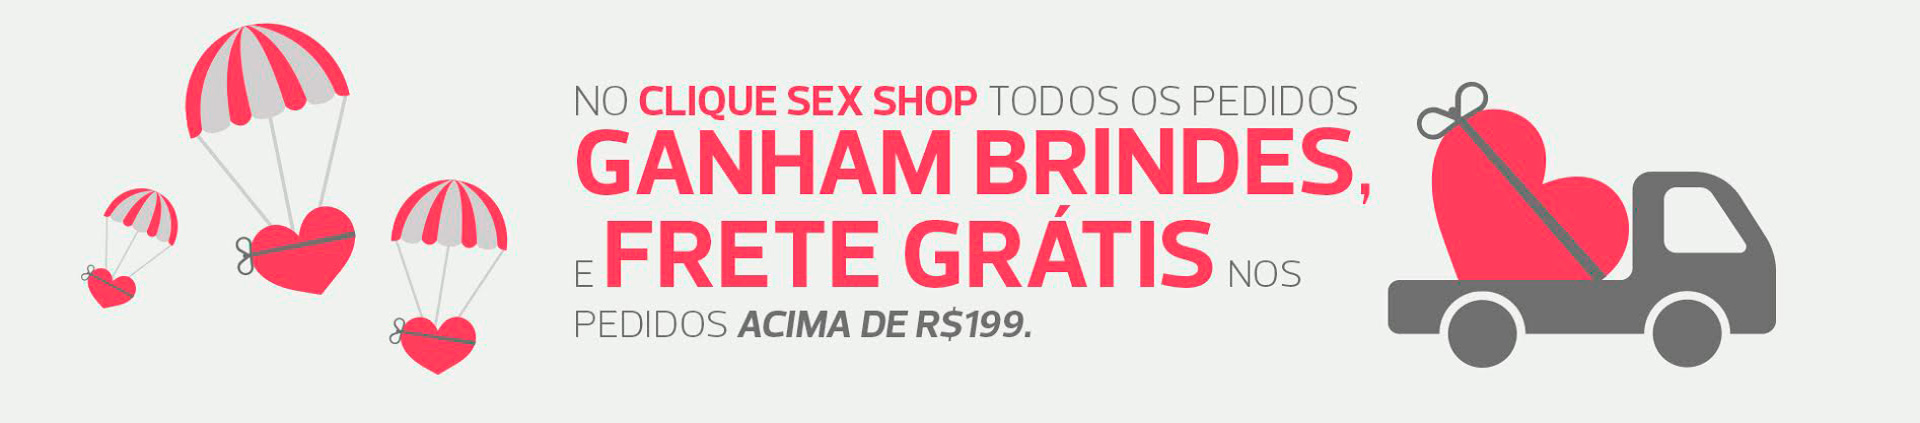 NO CLIQUE SEX SHOP TODOS OS PEDIDOS
GANHAM BRINDES,
E FRETE GRÁTIS NOS
PEDIDOS ACIMA DE R$199.